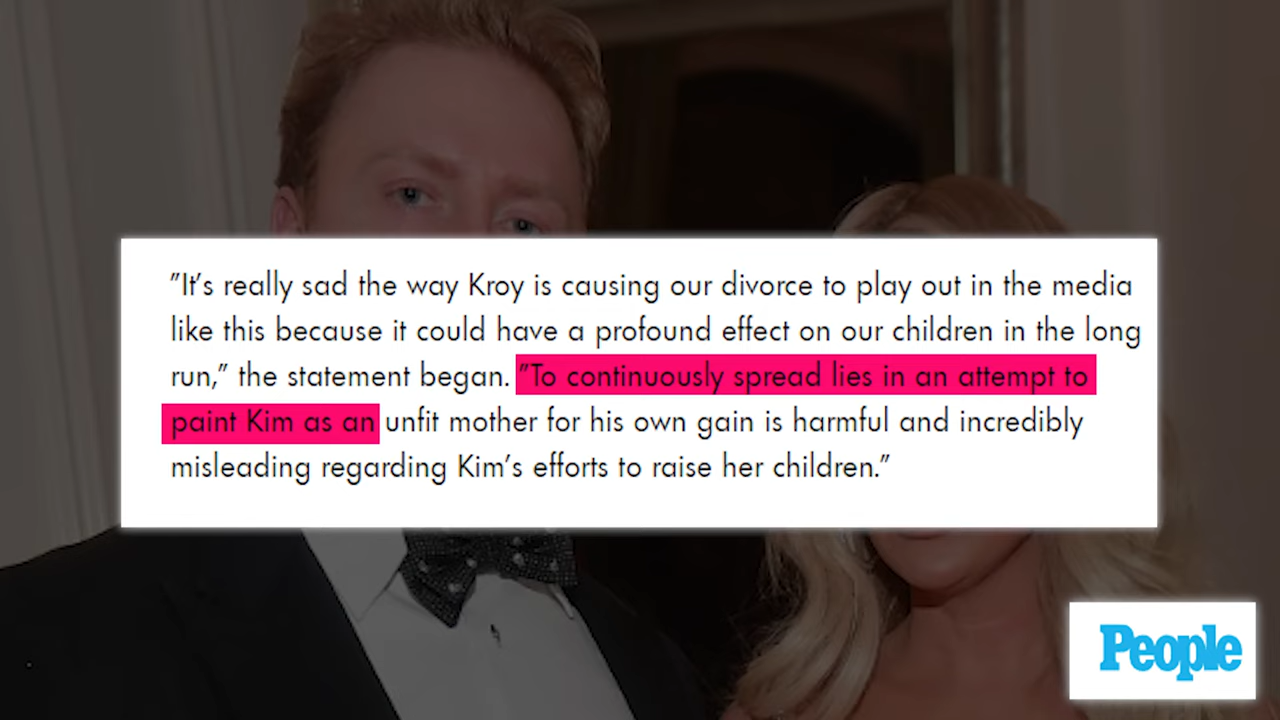 ”It’s really sad the way Kroy is causing our divorce to play out in the media
like this because it could have a profound effect on our children in the long
run,” the statement began. ”To continuously spread lies in an attempt to
paint Kim as an unfit mother for his own gain is harmful and incredibly
misleading regarding Kim’s efforts to raise her children.”
People